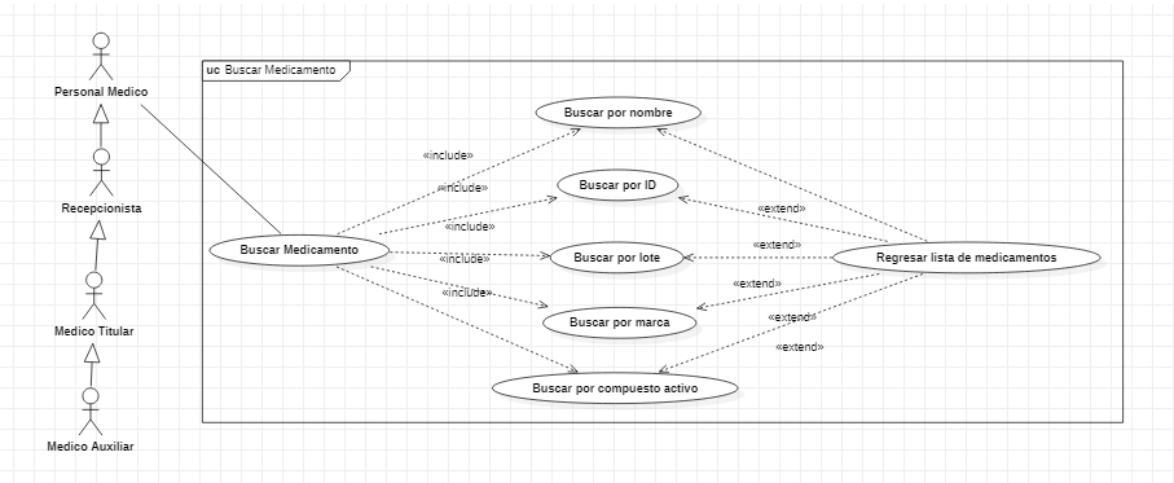 Personal Medico
uc Buscar Medicamento
Buscar por nombre
«include»
«include»
Buscar por ID
Recepcionista
«extend»
«include»
«extend»
Buscar Medicamento
Buscar por lote
Regresar lista de medicamentos
«include»
«extend»
«include»
«extend»
Buscar por marca
Medico Titular
«extend»
Buscar por compuesto activo
Medico Auxiliar